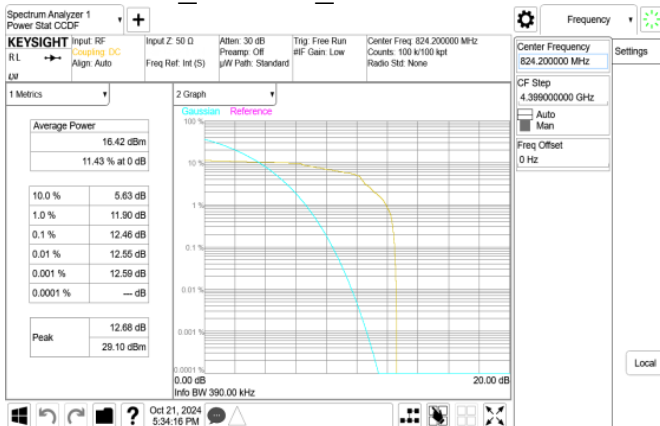 Spectrum Analyzer 1
Power Stat CCDF
KEYSIGHT
RL
Input: RF
Coupling: DC
Align: Auto
Input Z: 50 Ω
Freq Ref: Int (S)
Atten: 30 dB
Preamp: Off
µW Path: Standard
Trig: Free Run
#IF Gain: Low
Center Freq: 824.200000 MHz
Counts: 100 k/100 kpt
Radio Std: None
1 Metrics
Average Power
16.42 dBm
11.43 % at 0 dB
10.0 % 5.63 dB
1.0 % 11.90 dB
0.1 % 12.46 dB
0.01 % 12.55 dB
0.001 % 12.59 dB
0.0001 % --- dB
Peak
12.68 dB
29.10 dBm
2 Graph
Gaussian Reference
100 %
10 %
1 %
0.1 %
0.01 %
0.001 %
0.0001 %
0.00 dB 20.00 dB
Info BW 390.00 kHz
Frequency
Center Frequency
824.200000 MHz
CF Step
4.399000000 GHz
Auto
Man
Freq Offset
0 Hz
Settings
Local
?
Oct 21, 2024
5:34:16 PM